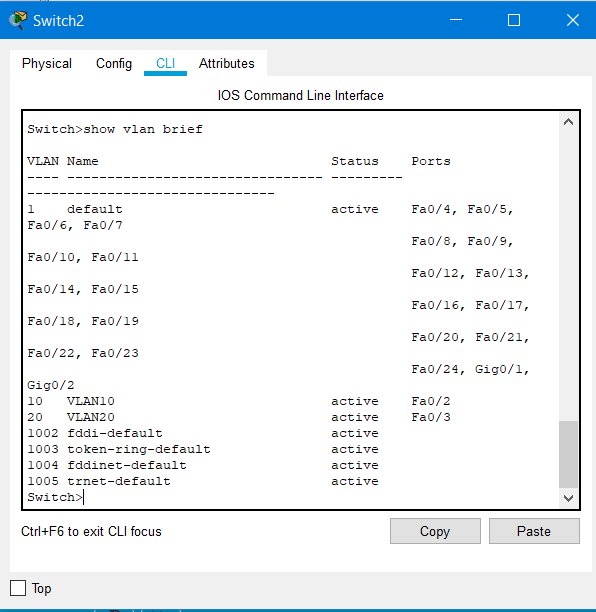 Switch2
Physical Config CLI Attributes
IOS Command Line Interface
Switch>show vlan brief
VLAN Name                             Status    Ports
---- -------------------------------- ---------
-------------------------------
1    default                          active    Fa0/4, Fa0/5,
Fa0/6, Fa0/7
                                                Fa0/8, Fa0/9,
Fa0/10, Fa0/11
                                                Fa0/12, Fa0/13,
Fa0/14, Fa0/15
                                                Fa0/16, Fa0/17,
Fa0/18, Fa0/19
                                                Fa0/20, Fa0/21,
Fa0/22, Fa0/23
                                                Fa0/24, Gig0/1,
Gig0/2
10   VLAN10                           active    Fa0/2
20   VLAN20                           active    Fa0/3
1002 fddi-default                     active
1003 token-ring-default               active
1004 fddinet-default                  active
1005 trnet-default                    active
Switch>
Ctrl+F6 to exit CLI focus
Copy Paste
Top